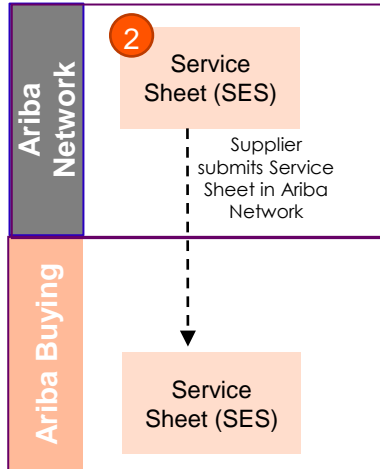 Ariba
Network
2
Service
Sheet (SES)
Supplier
submits Service
Sheet in Ariba
Network
Ariba Buying
Service
Sheet (SES)